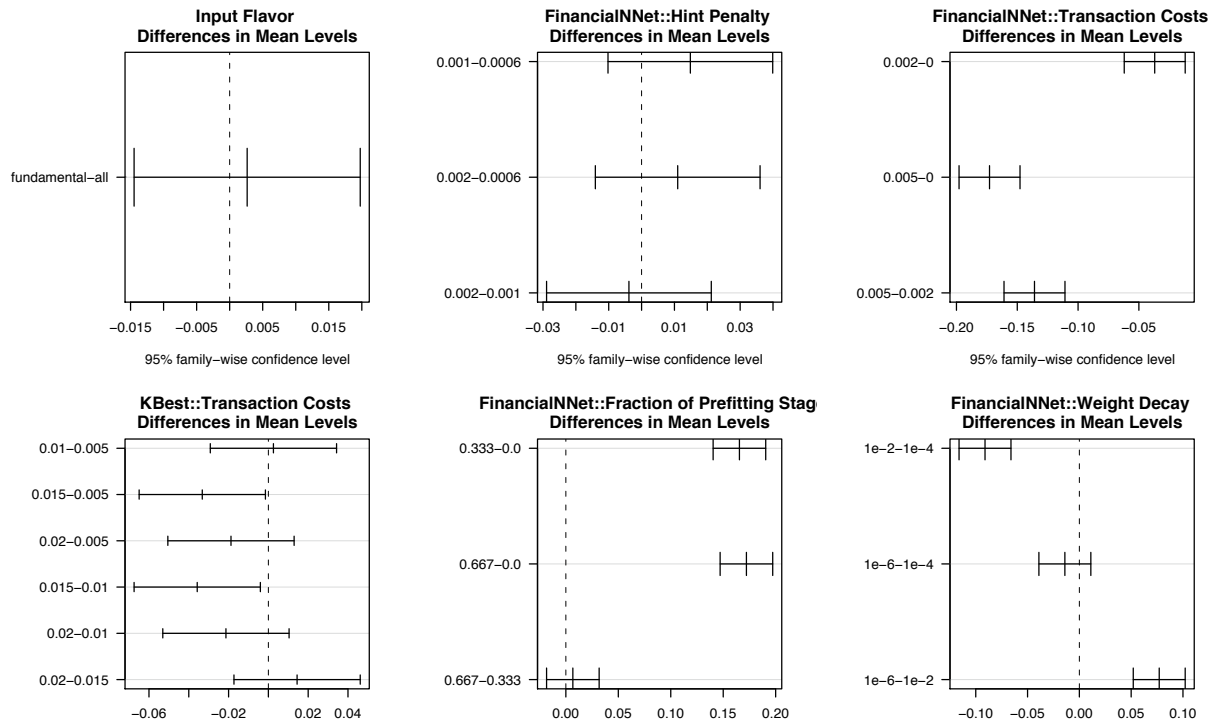 Input Flavor
Differences in Mean Levels
fundamental−all
−0.015 −0.005 0.005 0.015
95% family−wise confidence level
FinancialNNet::Hint Penalty
Differences in Mean Levels
0.001−0.0006
0.002−0.0006
0.002−0.001
−0.03 −0.01 0.01 0.03
95% family−wise confidence level
FinancialNNet::Transaction Costs
Differences in Mean Levels
0.002−0
0.005−0
0.005−0.002
−0.20 −0.15 −0.10 −0.05
95% family−wise confidence level
KBest::Transaction Costs
Differences in Mean Levels
0.01−0.005
0.015−0.005
0.02−0.005
0.015−0.01
0.02−0.01
0.02−0.015
−0.06 −0.02 0.02 0.04
FinancialNNet::Fraction of Prefitting Stag
Differences in Mean Levels
0.333−0.0
0.667−0.0
0.667−0.333
0.00 0.05 0.10 0.15 0.20
FinancialNNet::Weight Decay
Differences in Mean Levels
1e−2−1e−4
1e−6−1e−4
1e−6−1e−2
−0.10 −0.05 0.00 0.05 0.10